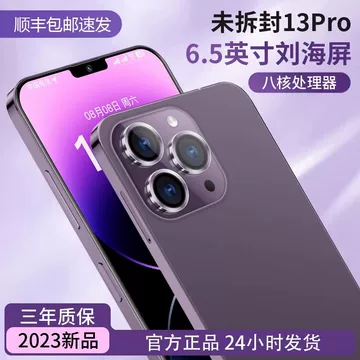 顺丰包邮速发
未拆封13Pro
6.5英寸刘海屏
八核处理器
08月08日 周六
三年质保
2023新品
官方正品 24小时发货